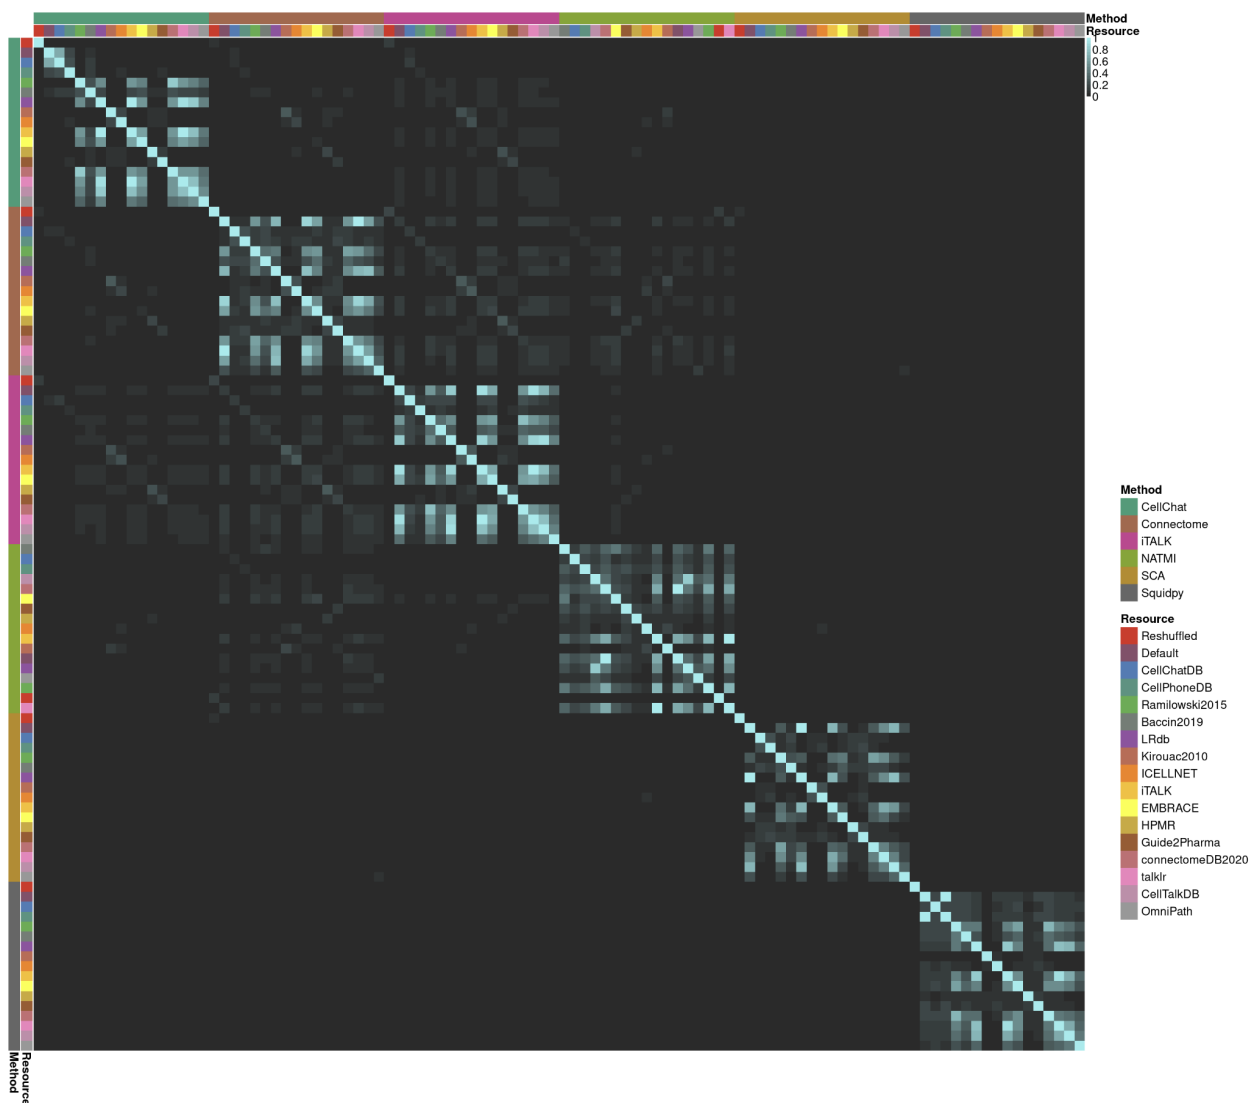 Method
Resource
1
0.8
0.6
0.4
0.2
0
Method
CellChat
Connectome
iTALK
NATMI
SCA
Squidpy
Resource
Reshuffled
Default
CellChatDB
CellPhoneDB
Ramilowski2015
Baccin2019
LRdb
Kirouac2010
ICELLNET
iTALK
EMBRACE
HPMR
Guide2Pharma
connectomeDB2020
talklr
CellTalkDB
OmniPath
Resource
Method